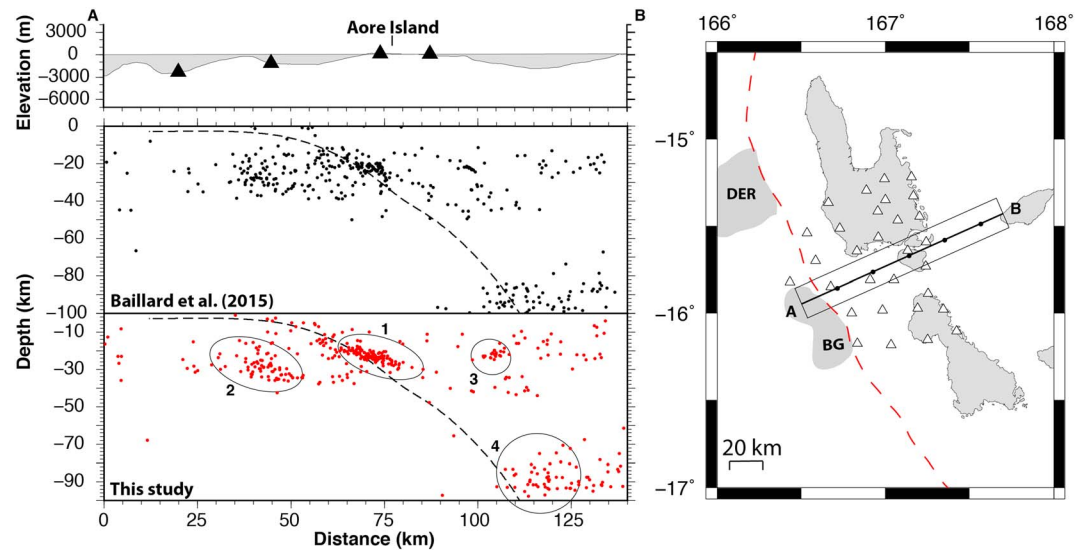 A
B
Elevation (m)
3000
0
−3000
−6000
Aore Island
Depth (km)
0
−20
−40
−60
−80
−100
Baillard et al. (2015)
−10
−30
−50
−70
−90
1
2
3
4
This study
0
25
50
75
100
125
Distance (km)
166°
167°
168°
−15°
−16°
−17°
DER
B
A
BG
20 km